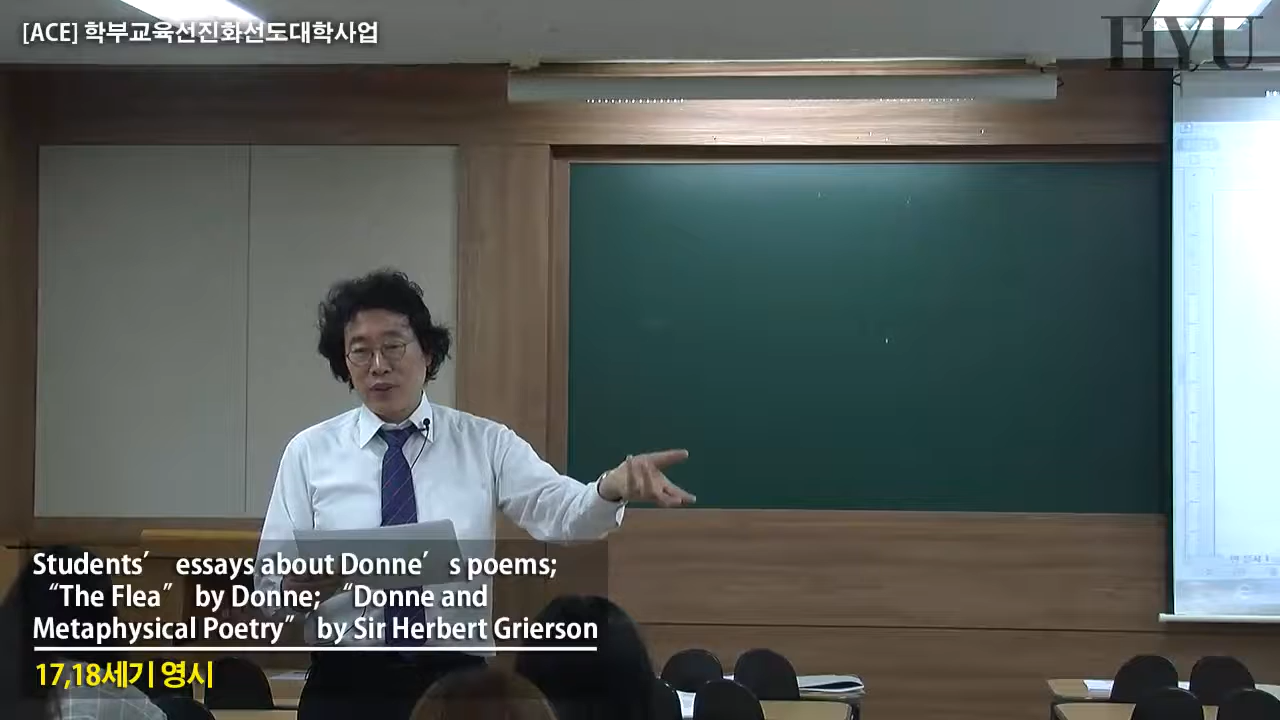 [ACE] 학부교육선진화선도대학사업
HYU
Students’ essays about Donne’s poems;
“The Flea” by Donne; “Donne and
Metaphysical Poetry” by Sir Herbert Grierson
17,18세기 영시